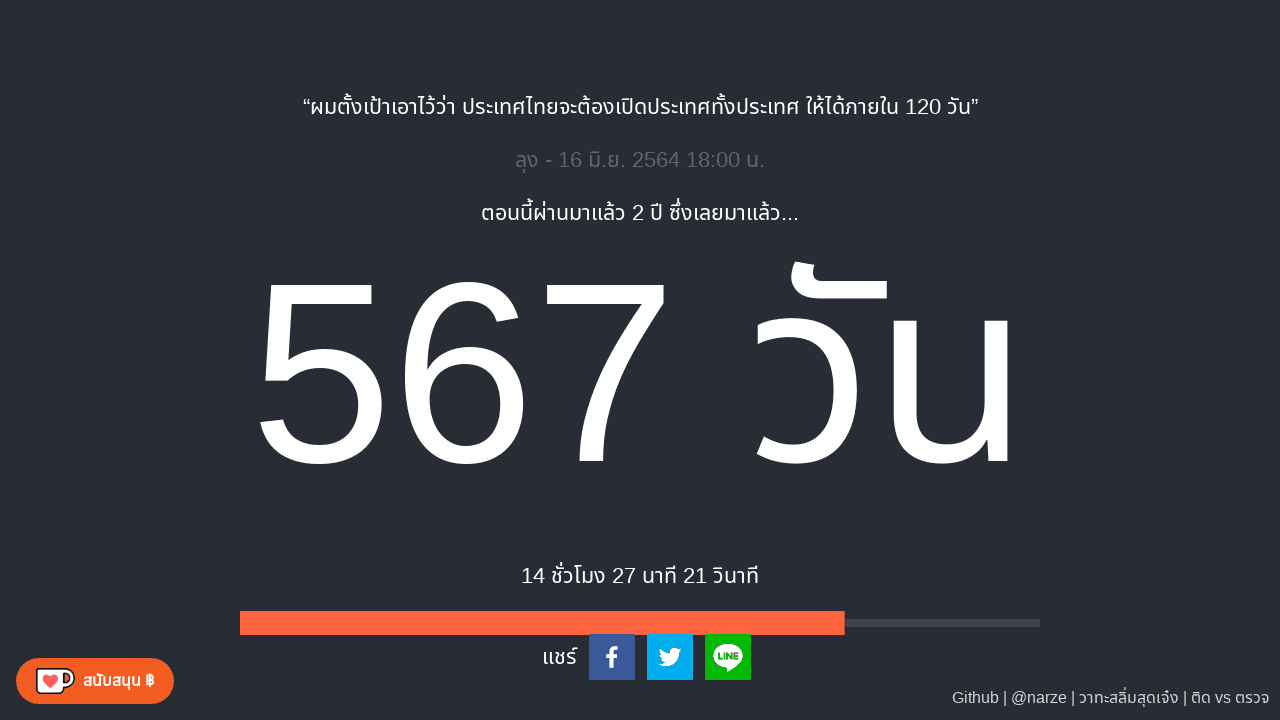 “ผมตั้งเป้าเอาไว้ว่า ประเทศไทยจะต้องเปิดประเทศทั้งประเทศ ให้ได้ภายใน 120 วัน”
ลุง - 16 มิ.ย. 2564 18:00 น.
ตอนนี้ผ่านมาแล้ว 2 ปี ซึ่งเลยมาแล้ว...
567 วัน
14 ชั่วโมง 27 นาที 21 วินาที
แชร์
LINE
สนับสนุน ฿
Github | @narze | วาทะสลิ่มสุดเจ๋ง | ติด vs ตรวจ